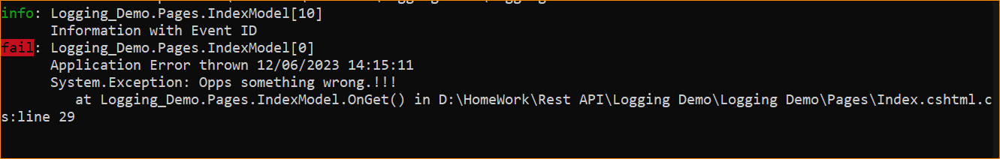 info: Logging_Demo.Pages.IndexModel[10]
      Information with Event ID
fail: Logging_Demo.Pages.IndexModel[0]
      Application Error thrown 12/06/2023 14:15:11
      System.Exception: Opps something wrong.!!!
         at Logging_Demo.Pages.IndexModel.OnGet() in D:\HomeWork\Rest API\Logging Demo\Logging Demo\Pages\Index.cshtml.c
s:line 29